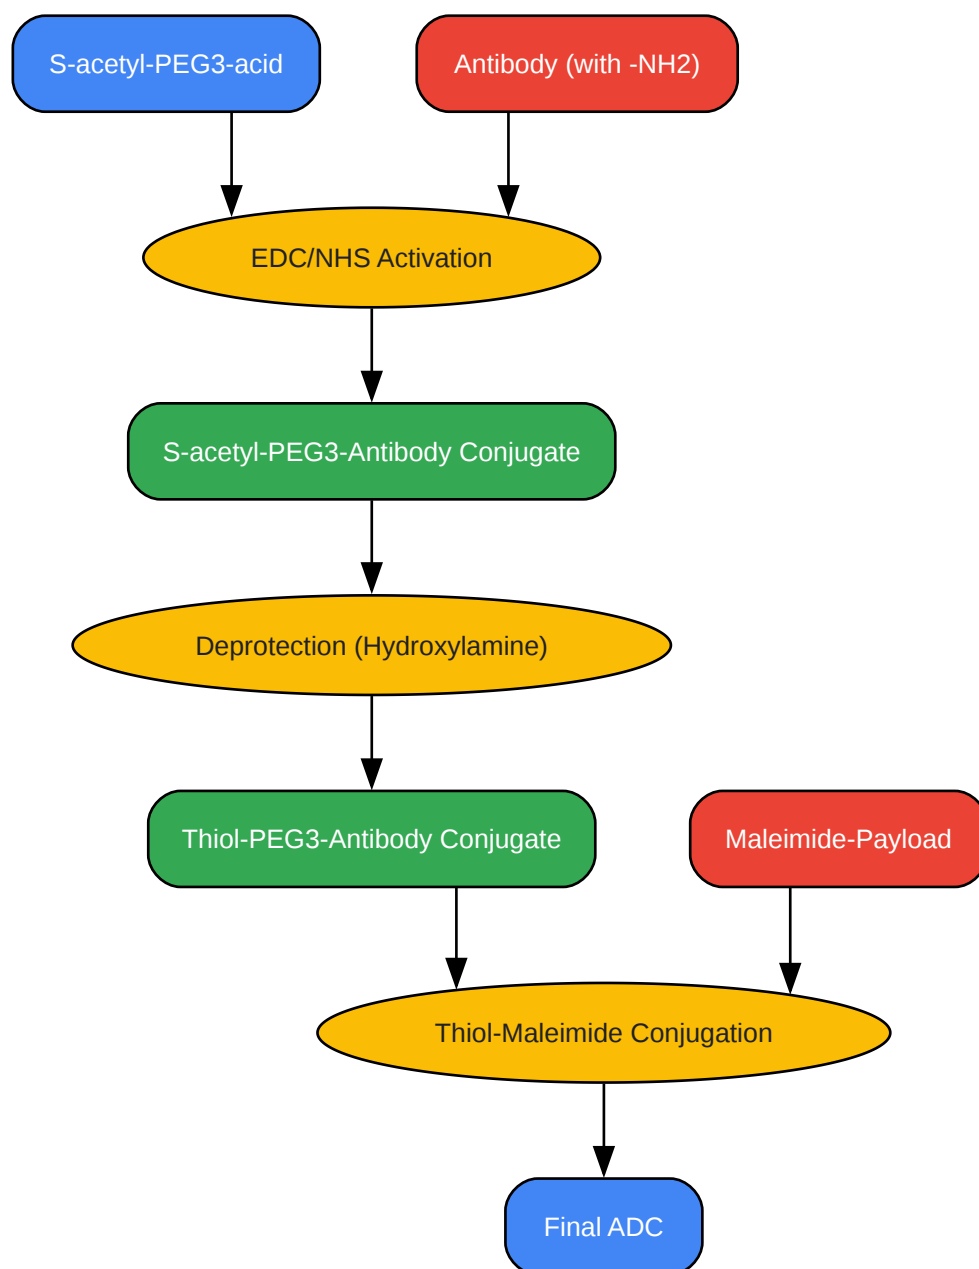 S-acetyl-PEG3-acid
Antibody (with -NH2)
EDC/NHS Activation
S-acetyl-PEG3-Antibody Conjugate
Deprotection (Hydroxylamine)
Thiol-PEG3-Antibody Conjugate
Maleimide-Payload
Thiol-Maleimide Conjugation
Final ADC